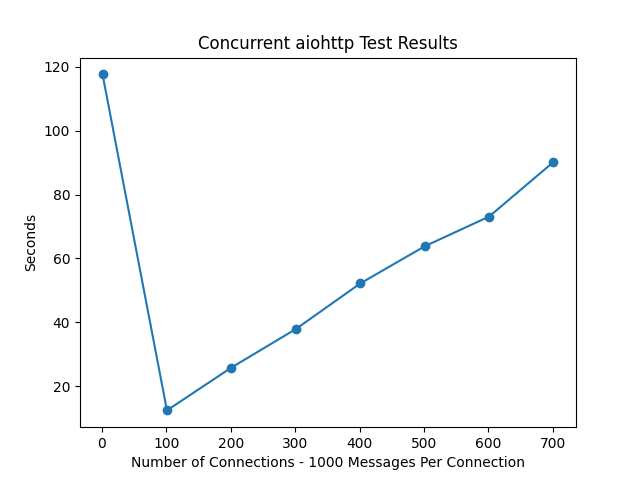 Concurrent aiohttp Test Results
120
100
80
60
40
20
Seconds
0 100 200 300 400 500 600 700
Number of Connections - 1000 Messages Per Connection